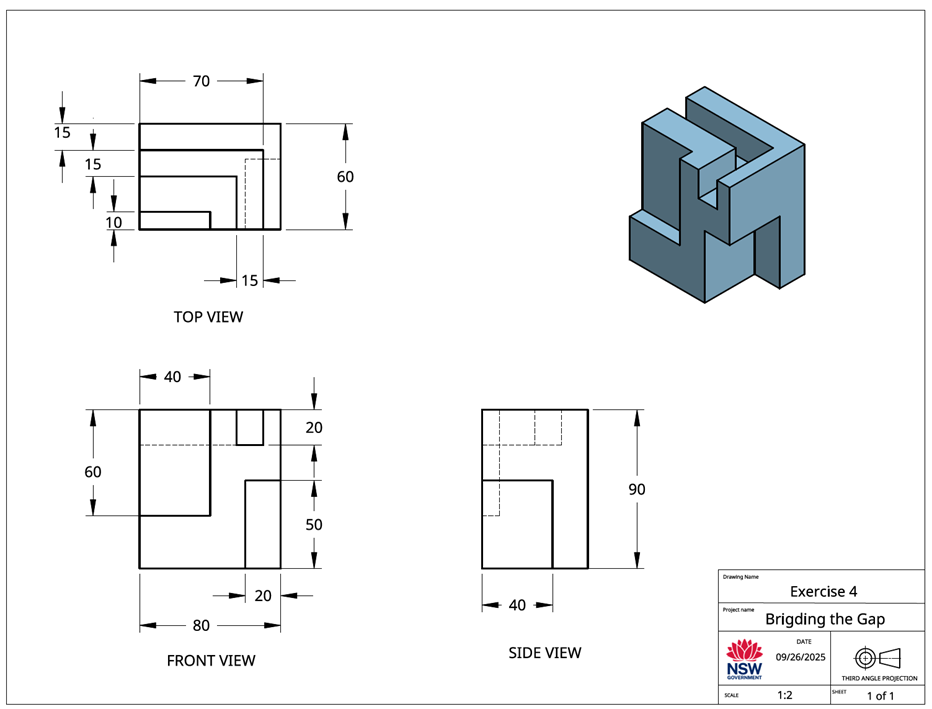 70
15
15
60
10
15
TOP VIEW
40
20
60
90
50
20
40
80
FRONT VIEW
SIDE VIEW
Drawing Name
Exercise 4
Project name
Brigding the Gap
NSW
GOVERNMENT
DATE
09/26/2025
THIRD ANGLE PROJECTION
SCALE
1:2
SHEET
1 of 1